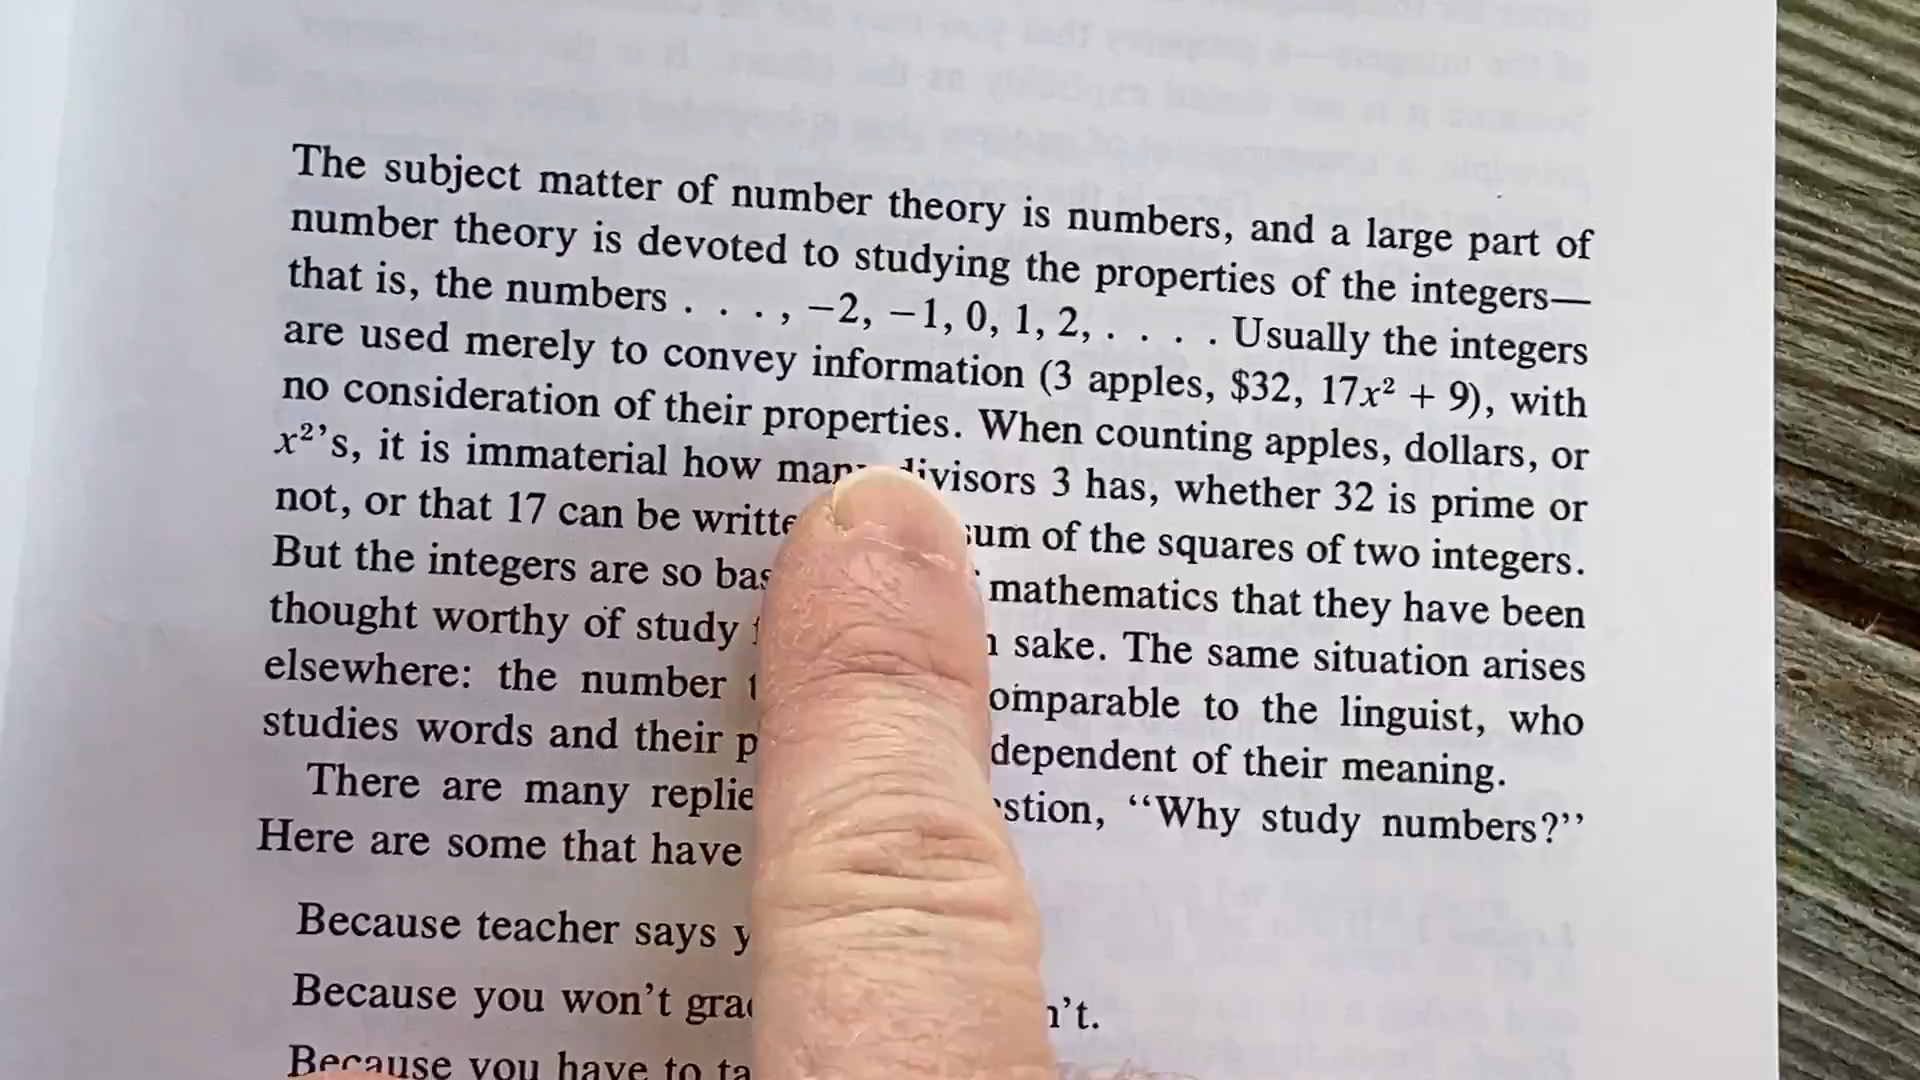 The subject matter of number theory is numbers, and a large part of
number theory is devoted to studying the properties of the integers—
that is, the numbers . . . , −2, −1, 0, 1, 2, . . . . Usually the integers
are used merely to convey information (3 apples, $32, 17x² + 9), with
no consideration of their properties. When counting apples, dollars, or
x²’s, it is immaterial how many divisors 3 has, whether 32 is prime or
not, or that 17 can be sum of the squares of two integers.
But the integers are so mathematics that they have been
thought worthy of study sake. The same situation arises
elsewhere: the number comparable to the linguist, who
studies words and their of their meaning.
There are many “Why study numbers?”
Here are some that have
Because teacher says
Because you won’t
Because you have to